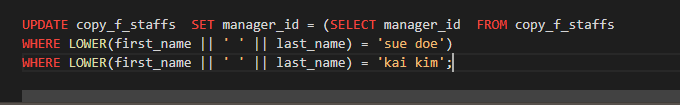 UPDATE copy_f_staffs  SET manager_id = (SELECT manager_id  FROM copy_f_staffs
WHERE LOWER(first_name || ' ' || last_name) = 'sue doe')
WHERE LOWER(first_name || ' ' || last_name) = 'kai kim';